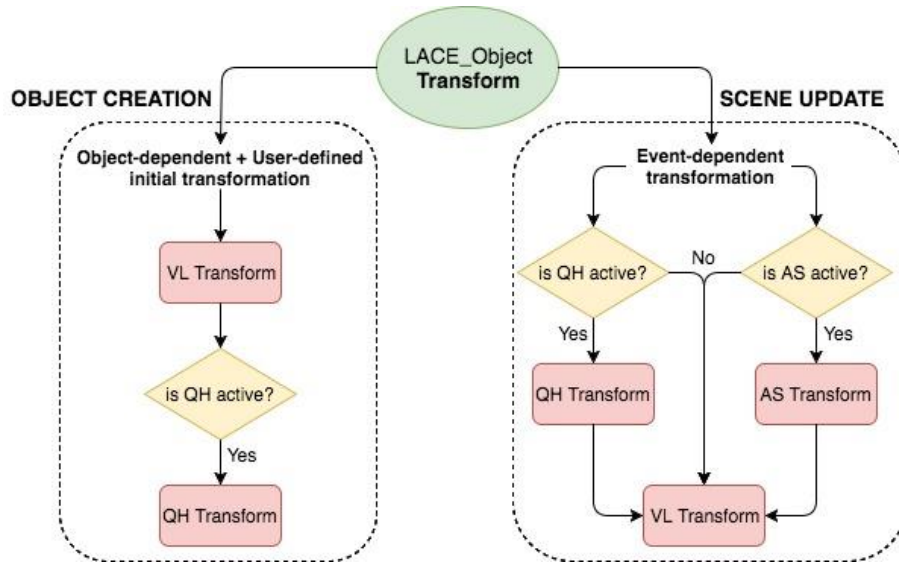 LACE_Object
Transform
OBJECT CREATION
Object-dependent + User-defined
initial transformation
VL Transform
is QH active?
Yes
QH Transform
SCENE UPDATE
Event-dependent
transformation
is QH active?
No
is AS active?
Yes
Yes
QH Transform
AS Transform
VL Transform